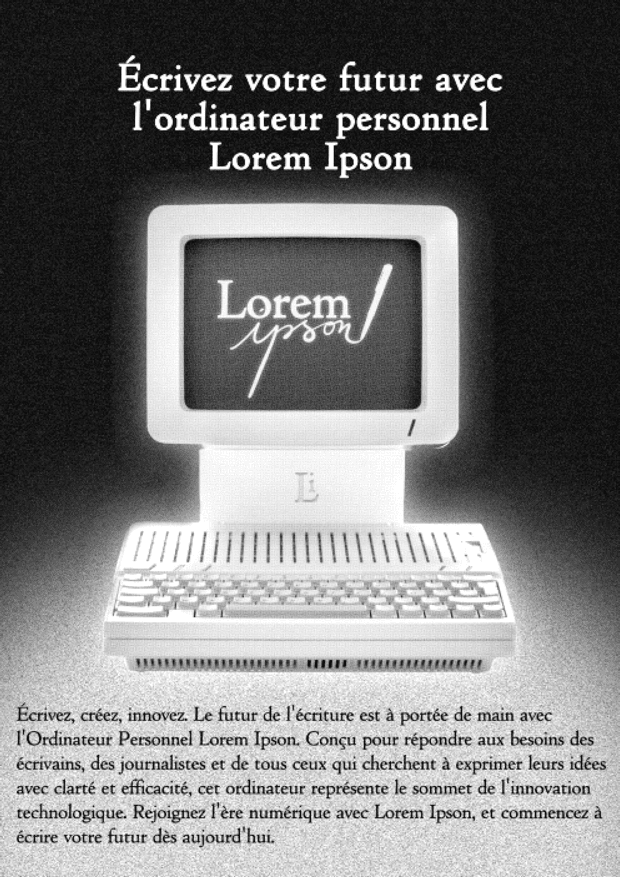 Écrivez votre futur avec
l'ordinateur personnel
Lorem Ipson
Lorem
ipson
Li
Écrivez, créez, innovez. Le futur de l'écriture est à portée de main avec
l'Ordinateur Personnel Lorem Ipson. Conçu pour répondre aux besoins des
écrivains, des journalistes et de tous ceux qui cherchent à exprimer leurs idées
avec clarté et efficacité, cet ordinateur représente le sommet de l'innovation
technologique. Rejoignez l'ère numérique avec Lorem Ipson, et commencez à
écrire votre futur dès aujourd'hui.